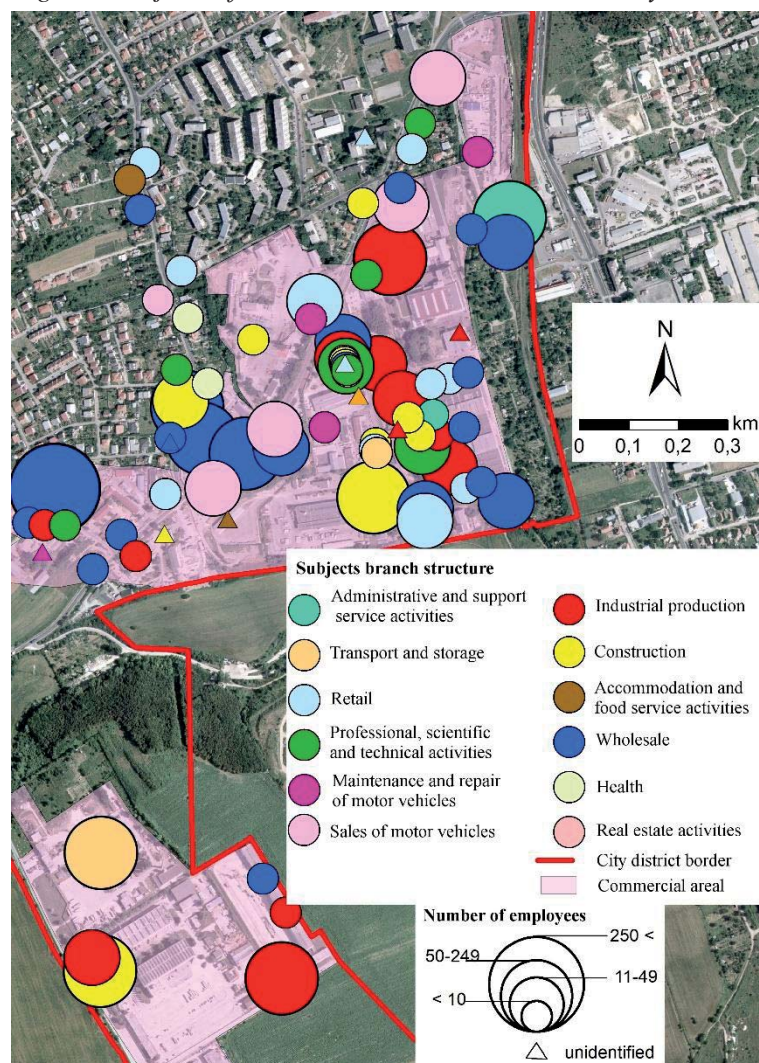 N
km
0 0,1 0,2 0,3
Subjects branch structure
Administrative and support
service activities
Transport and storage
Retail
Professional, scientific
and technical activities
Maintenance and repair
of motor vehicles
Sales of motor vehicles
Industrial production
Construction
Accommodation and
food service activities
Wholesale
Health
Real estate activities
City district border
Commercial areal
Number of employees
250 <
50-249
11-49
< 10
unidentified